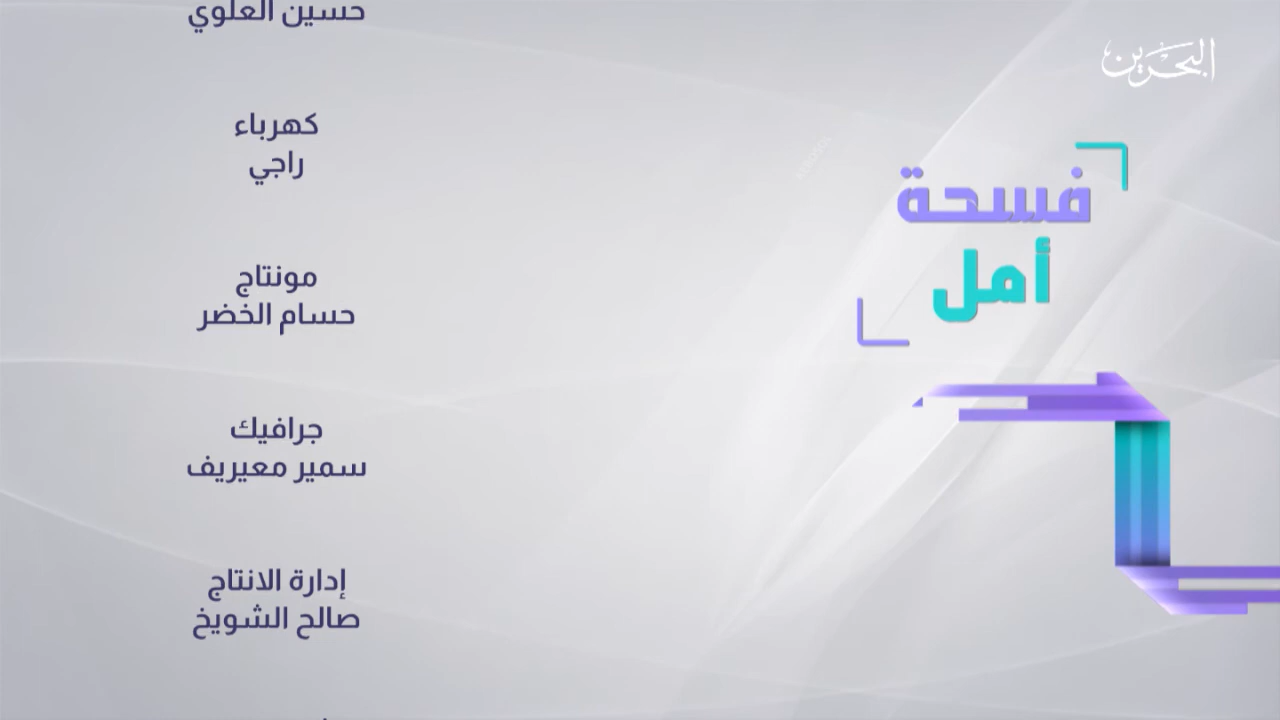 البحرين
فسحة
أمل
حسين العلوي
كهرباء
راجي
مونتاج
حسام الخضر
جرافيك
سمير معيريف
إدارة الانتاج
صالح الشويخ